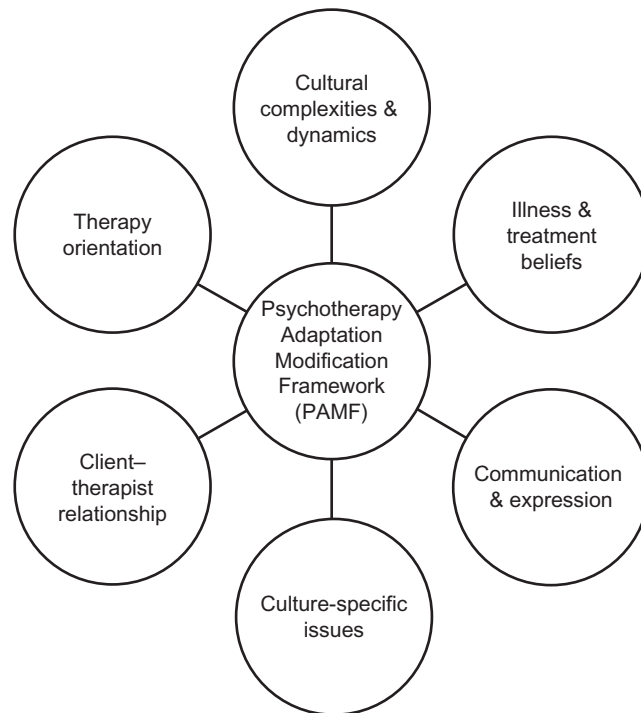 Cultural
complexities &
dynamics
Therapy
orientation
Illness &
treatment
beliefs
Psychotherapy
Adaptation
Modification
Framework
(PAMF)
Client–
therapist
relationship
Communication
& expression
Culture-specific
issues